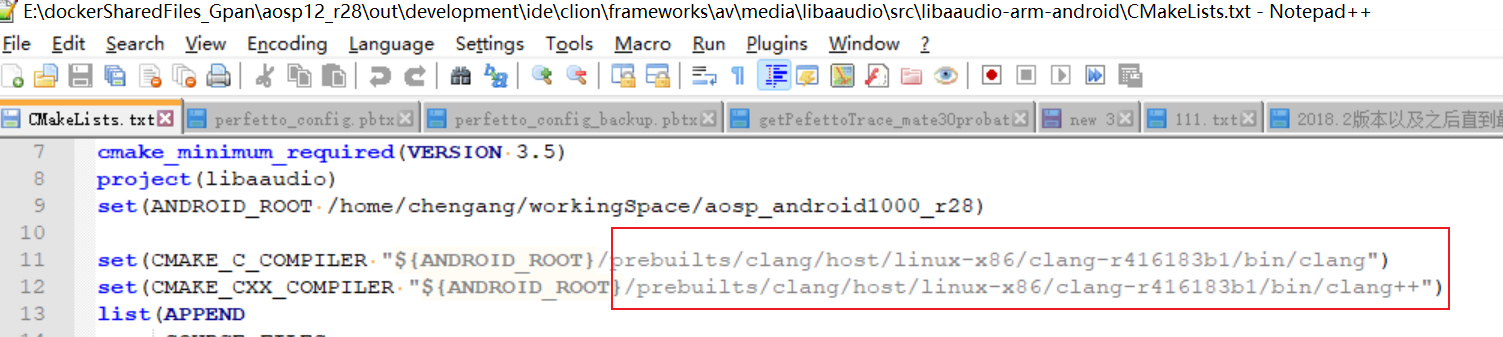 E:\dockerSharedFiles_Gpan\aosp12_r28\out\development\ide\clion\frameworks\av\media\libaaudio\src\libaaudio-arm-android\CMakeLists.txt - Notepad++
File Edit Search View Encoding Language Settings Tools Macro Run Plugins Window ?
CMakeLists.txt perfetto_config.pbtx perfetto_config_backup.pbtx getPefettoTrace_mate30probat new 3 111.txt 2018.2版本以及之后直到最
7 cmake_minimum_required(VERSION 3.5)
8 project(libaaudio)
9 set(ANDROID_ROOT /home/chengang/workingSpace/aosp_android1000_r28)
10
11 set(CMAKE_C_COMPILER "${ANDROID_ROOT}/prebuilts/clang/host/linux-x86/clang-r416183b1/bin/clang")
12 set(CMAKE_CXX_COMPILER "${ANDROID_ROOT}/prebuilts/clang/host/linux-x86/clang-r416183b1/bin/clang++")
13 list(APPEND